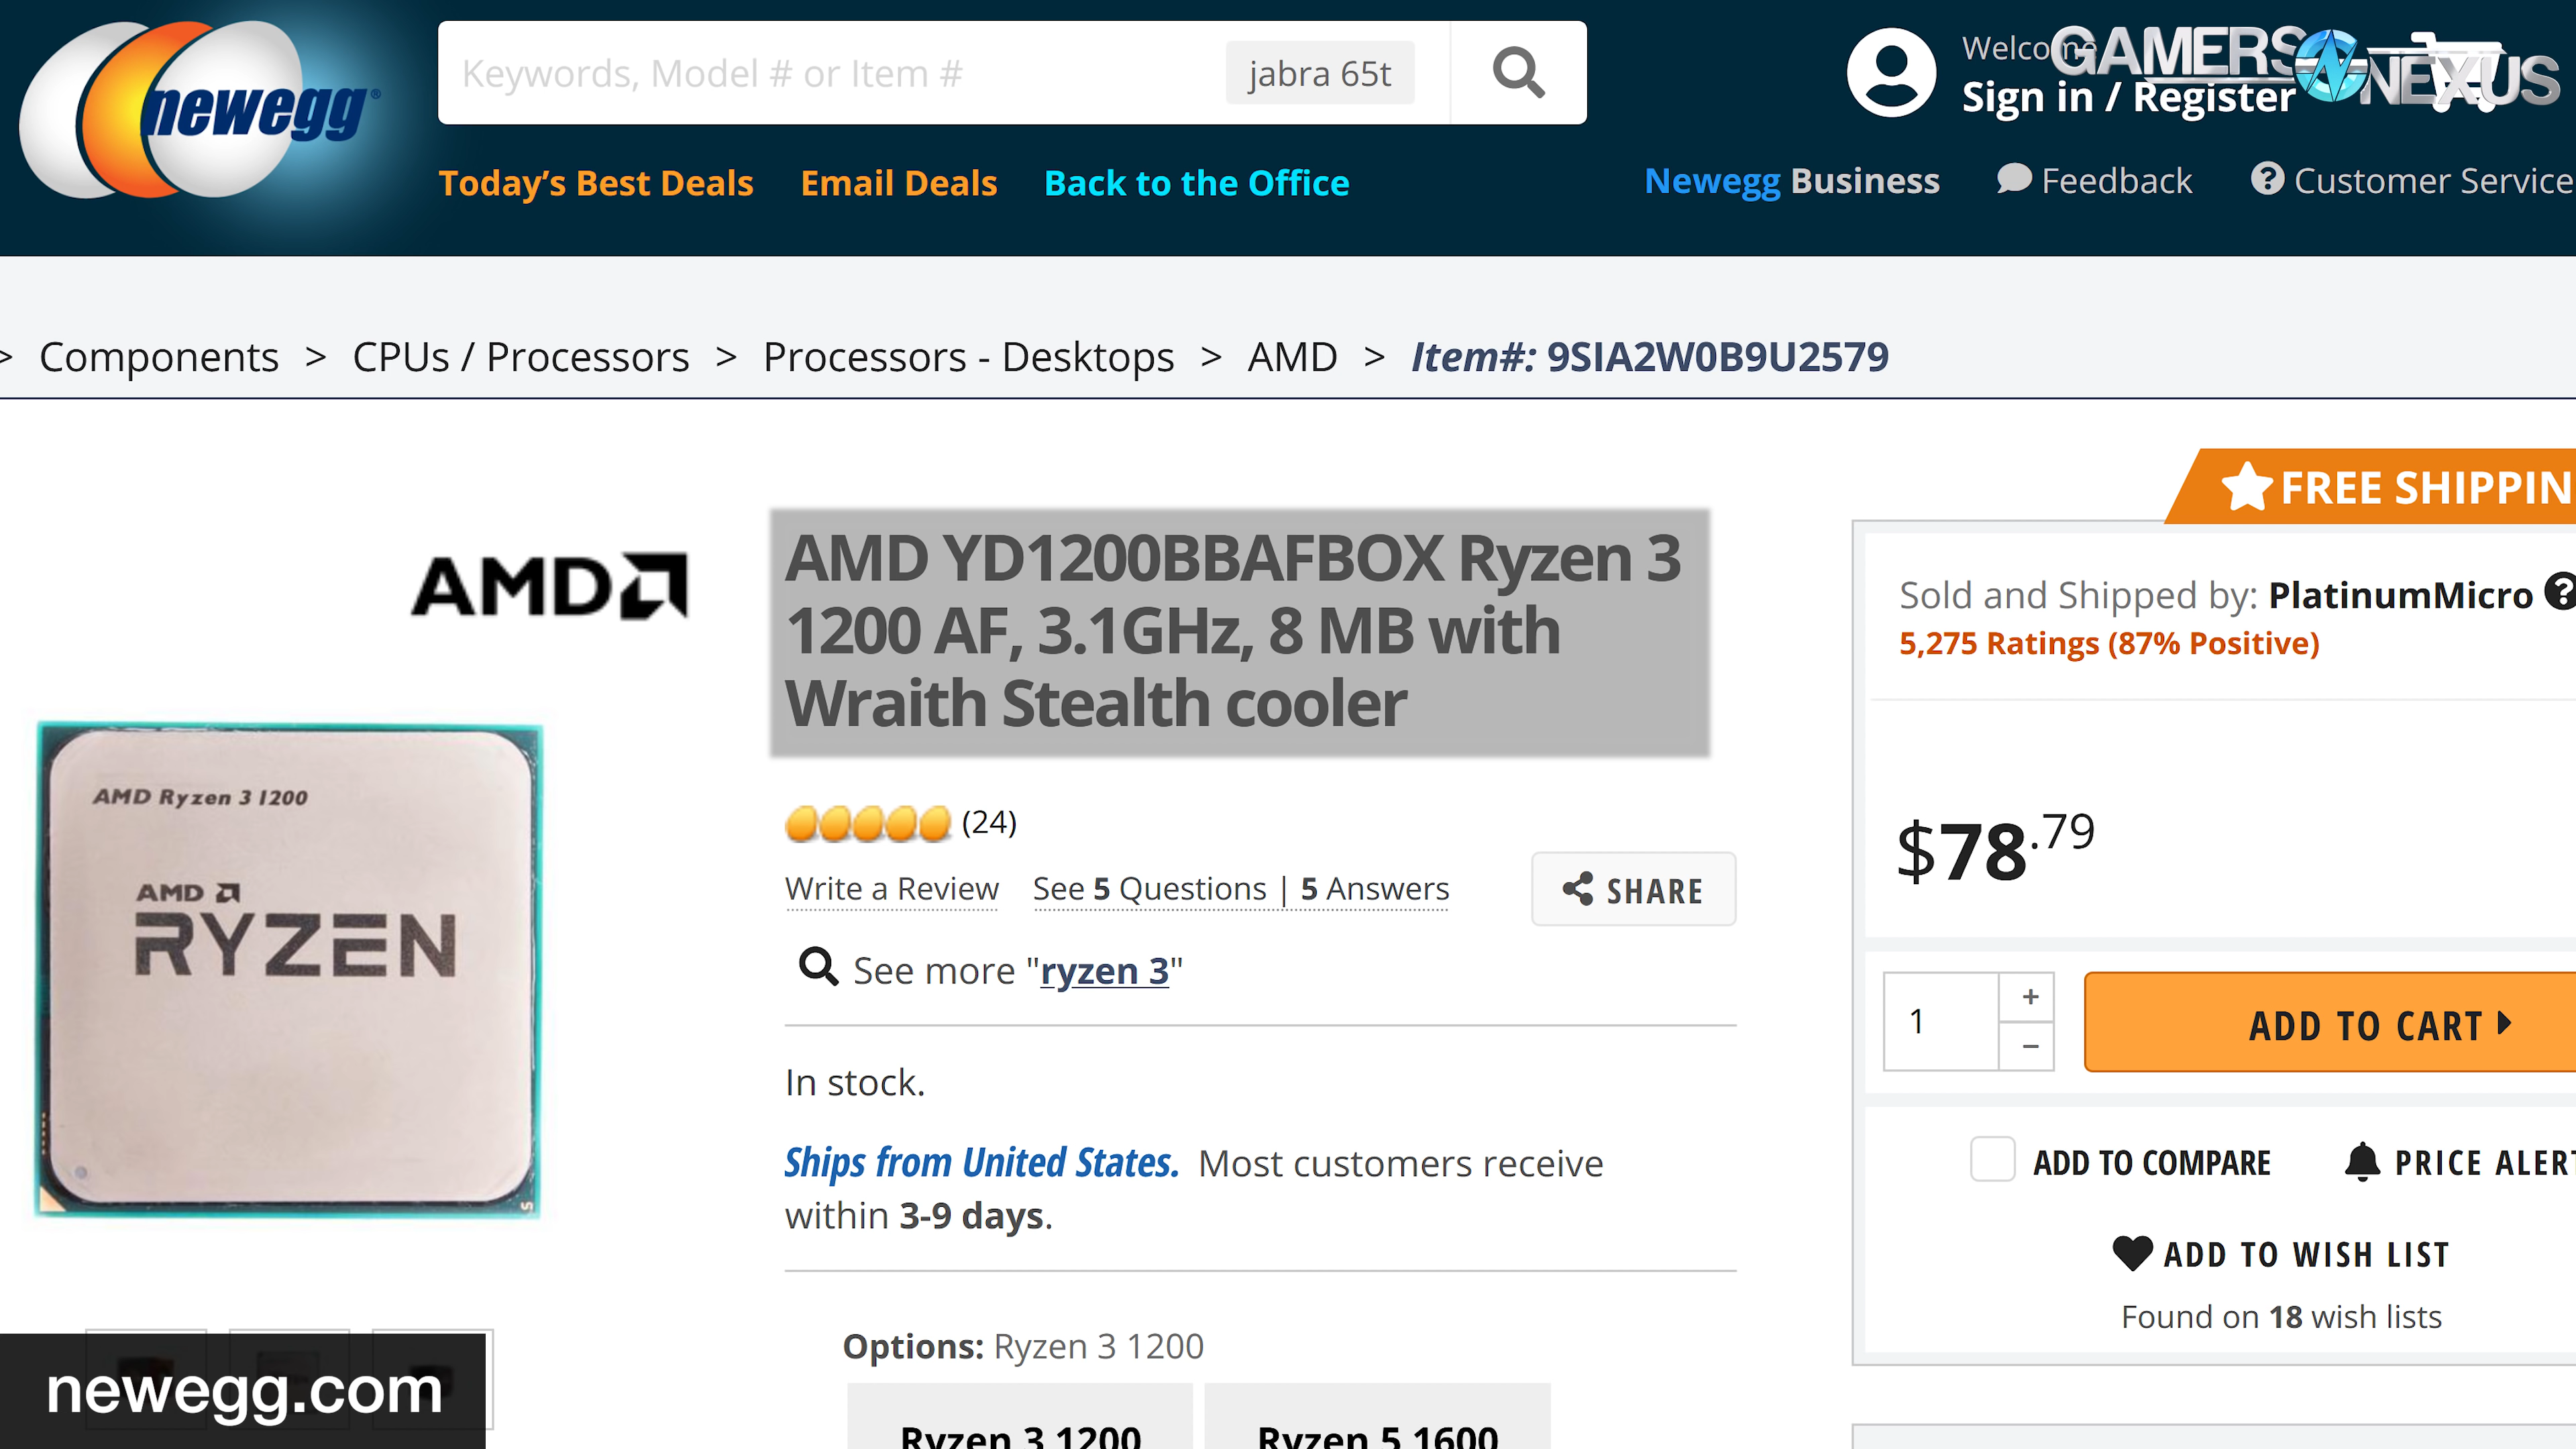 newegg®
Keywords, Model # or Item #
jabra 65t
Welcome
Sign in / Register
GAMERS NEXUS
Today's Best Deals
Email Deals
Back to the Office
Newegg Business
Feedback
Customer Service
> Components > CPUs / Processors > Processors - Desktops > AMD > Item#: 9SIA2W0B9U2579
AMD
AMD Ryzen 3 1200
AMD
RYZEN
AMD YD1200BBAFBOX Ryzen 3
1200 AF, 3.1GHz, 8 MB with
Wraith Stealth cooler
(24)
Write a Review
See 5 Questions | 5 Answers
SHARE
See more "ryzen 3"
In stock.
Ships from United States. Most customers receive
within 3-9 days.
Options: Ryzen 3 1200
Ryzen 3 1200
Ryzen 5 1600
FREE SHIPPIN
Sold and Shipped by: PlatinumMicro
5,275 Ratings (87% Positive)
$78.79
1
+
−
ADD TO CART
ADD TO COMPARE
PRICE ALERT
ADD TO WISH LIST
Found on 18 wish lists
newegg.com